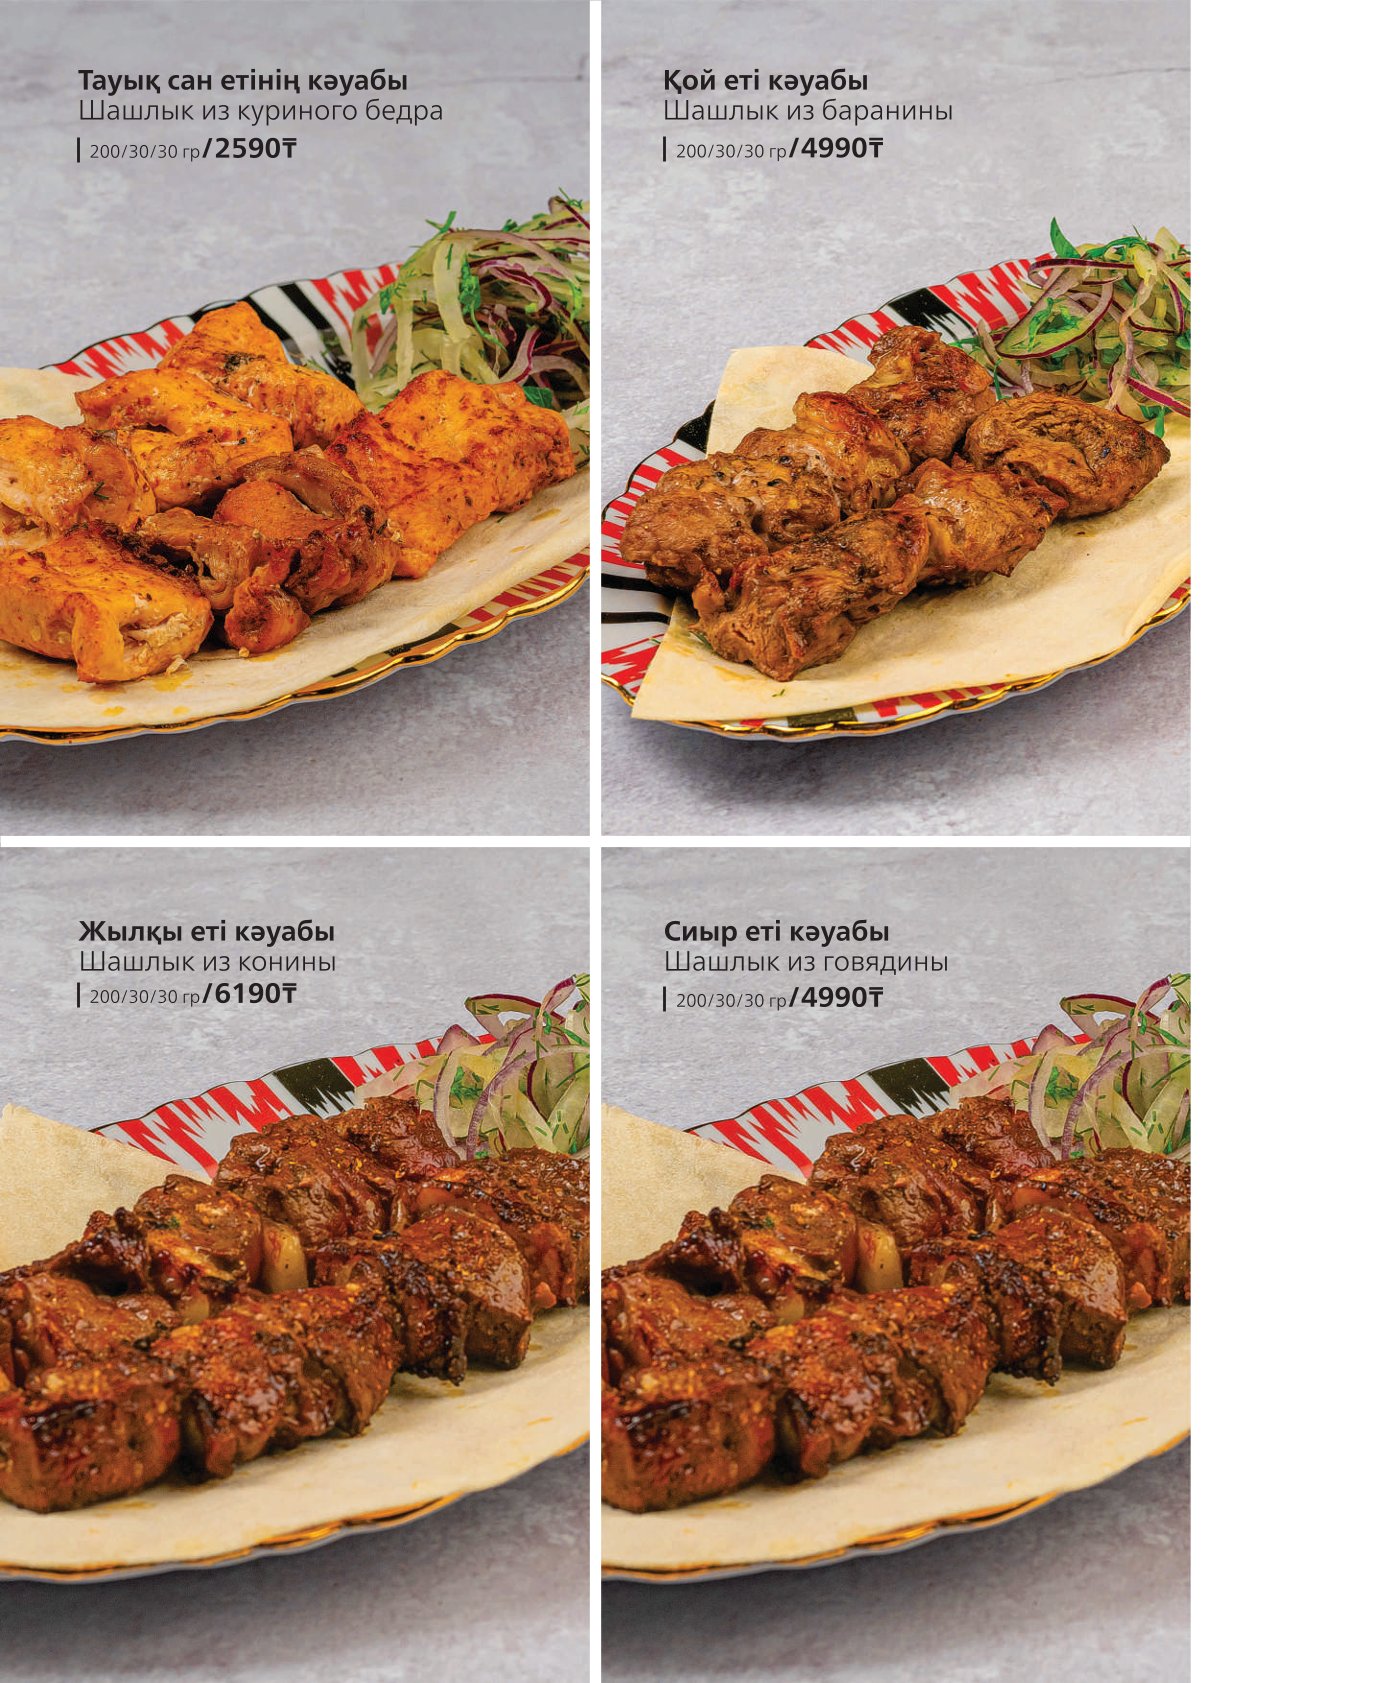 Тауық сан етінің кәуабы
Шашлык из куриного бедра
200/30/30 гр/2590₸
Қой еті кәуабы
Шашлык из баранины
200/30/30 гр/4990₸
Жылқы еті кәуабы
Шашлык из конины
200/30/30 гр/6190₸
Сиыр еті кәуабы
Шашлык из говядины
200/30/30 гр/4990₸